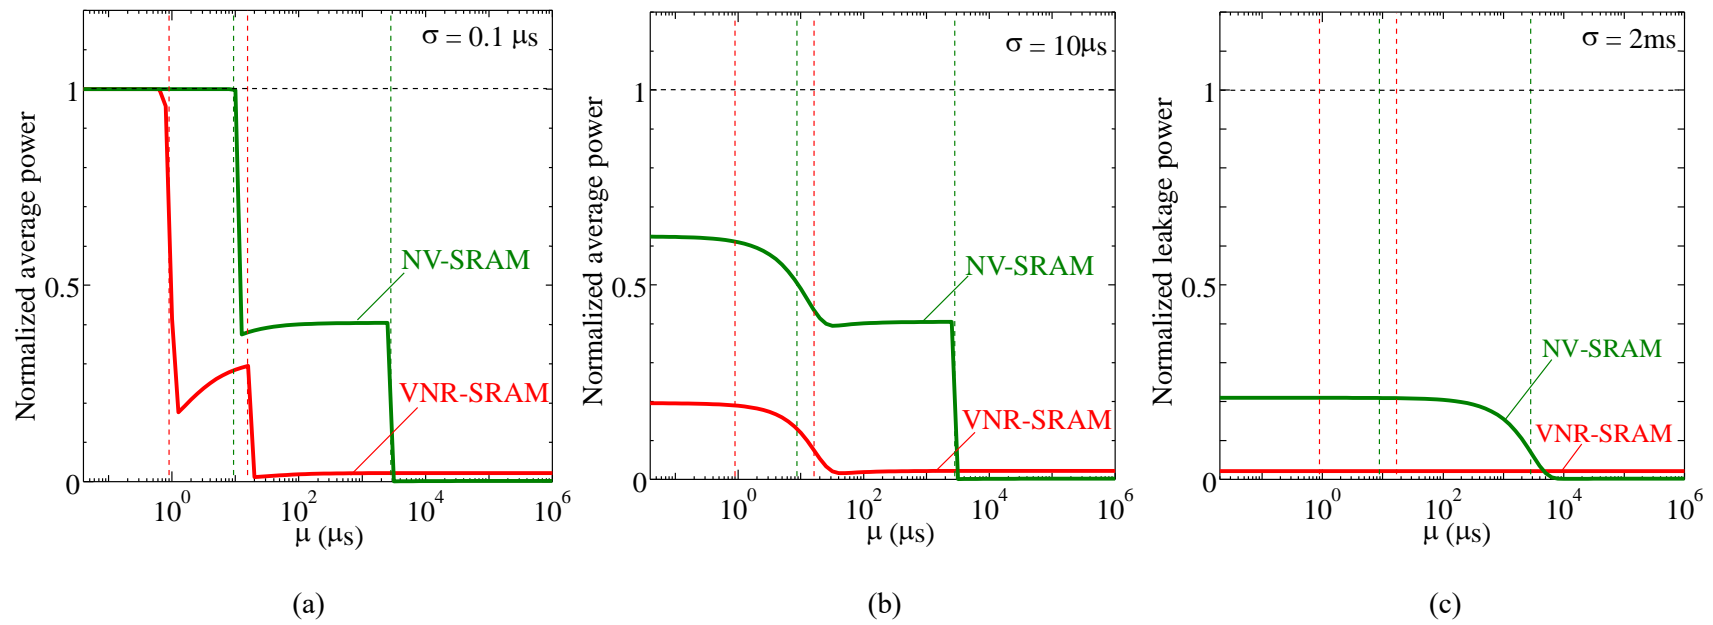 σ = 0.1 μs
1
0.5
0
NV-SRAM
VNR-SRAM
10^0
10^2
10^4
10^6
μ (μs)
Normalized average power
(a)
σ = 10μs
1
0.5
0
NV-SRAM
VNR-SRAM
10^0
10^2
10^4
10^6
μ (μs)
Normalized average power
(b)
σ = 2ms
1
0.5
0
NV-SRAM
VNR-SRAM
10^0
10^2
10^4
10^6
μ (μs)
Normalized leakage power
(c)